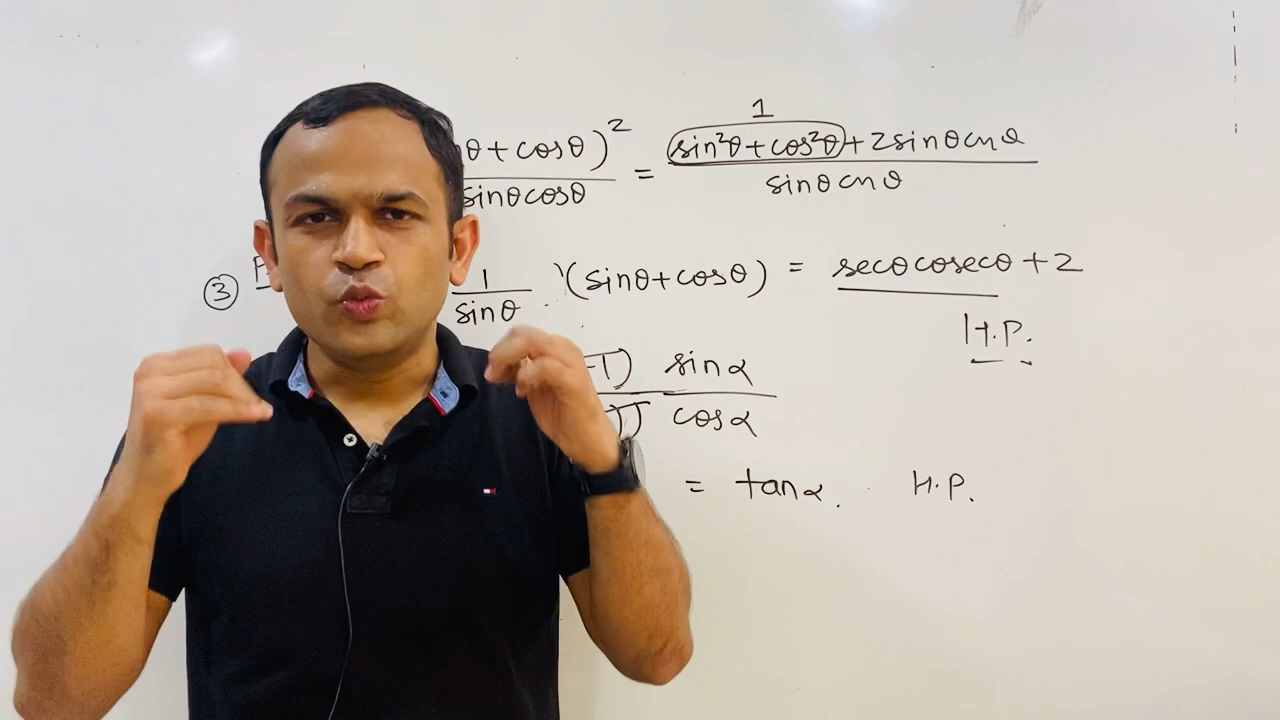 θ + cosθ)² / sinθcosθ = (sin²θ + cos²θ) + 2sinθcosθ / sinθcosθ
1
③ 1 / sinθ . (sinθ + cosθ) = secθcosecθ + 2
H.P.
-1) sinα / 1) cosα
= tanα. H.P.